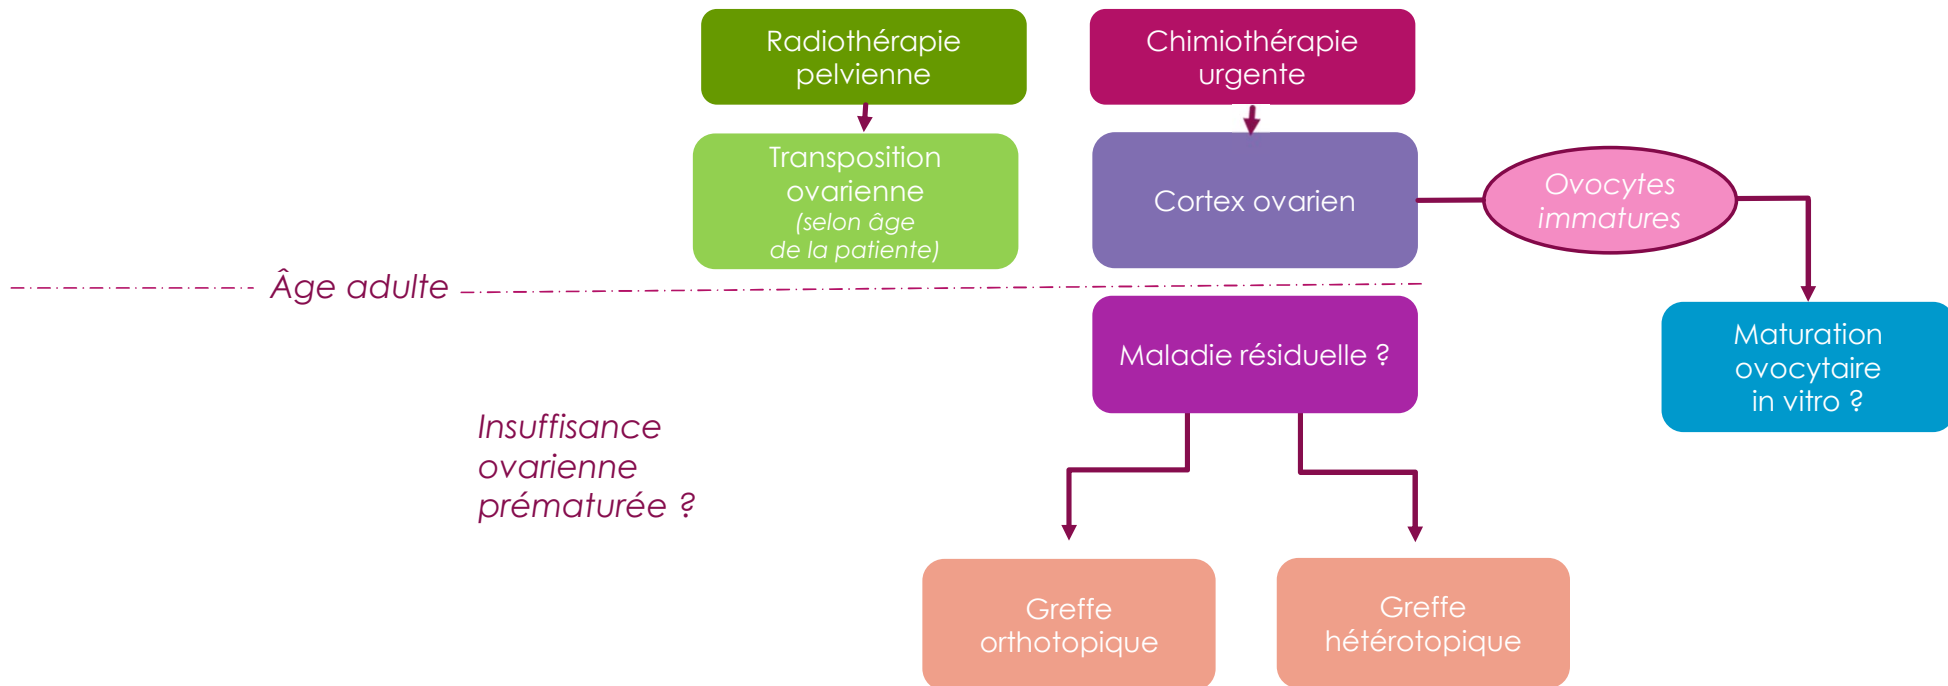 Radiothérapie
pelvienne
Chimiothérapie
urgente
Transposition
ovarienne
(selon âge
de la patiente)
Cortex ovarien
Ovocytes
immatures
Âge adulte
Maladie résiduelle ?
Maturation
ovocytaire
in vitro ?
Insuffisance
ovarienne
prématurée ?
Greffe
orthotopique
Greffe
hétérotopique